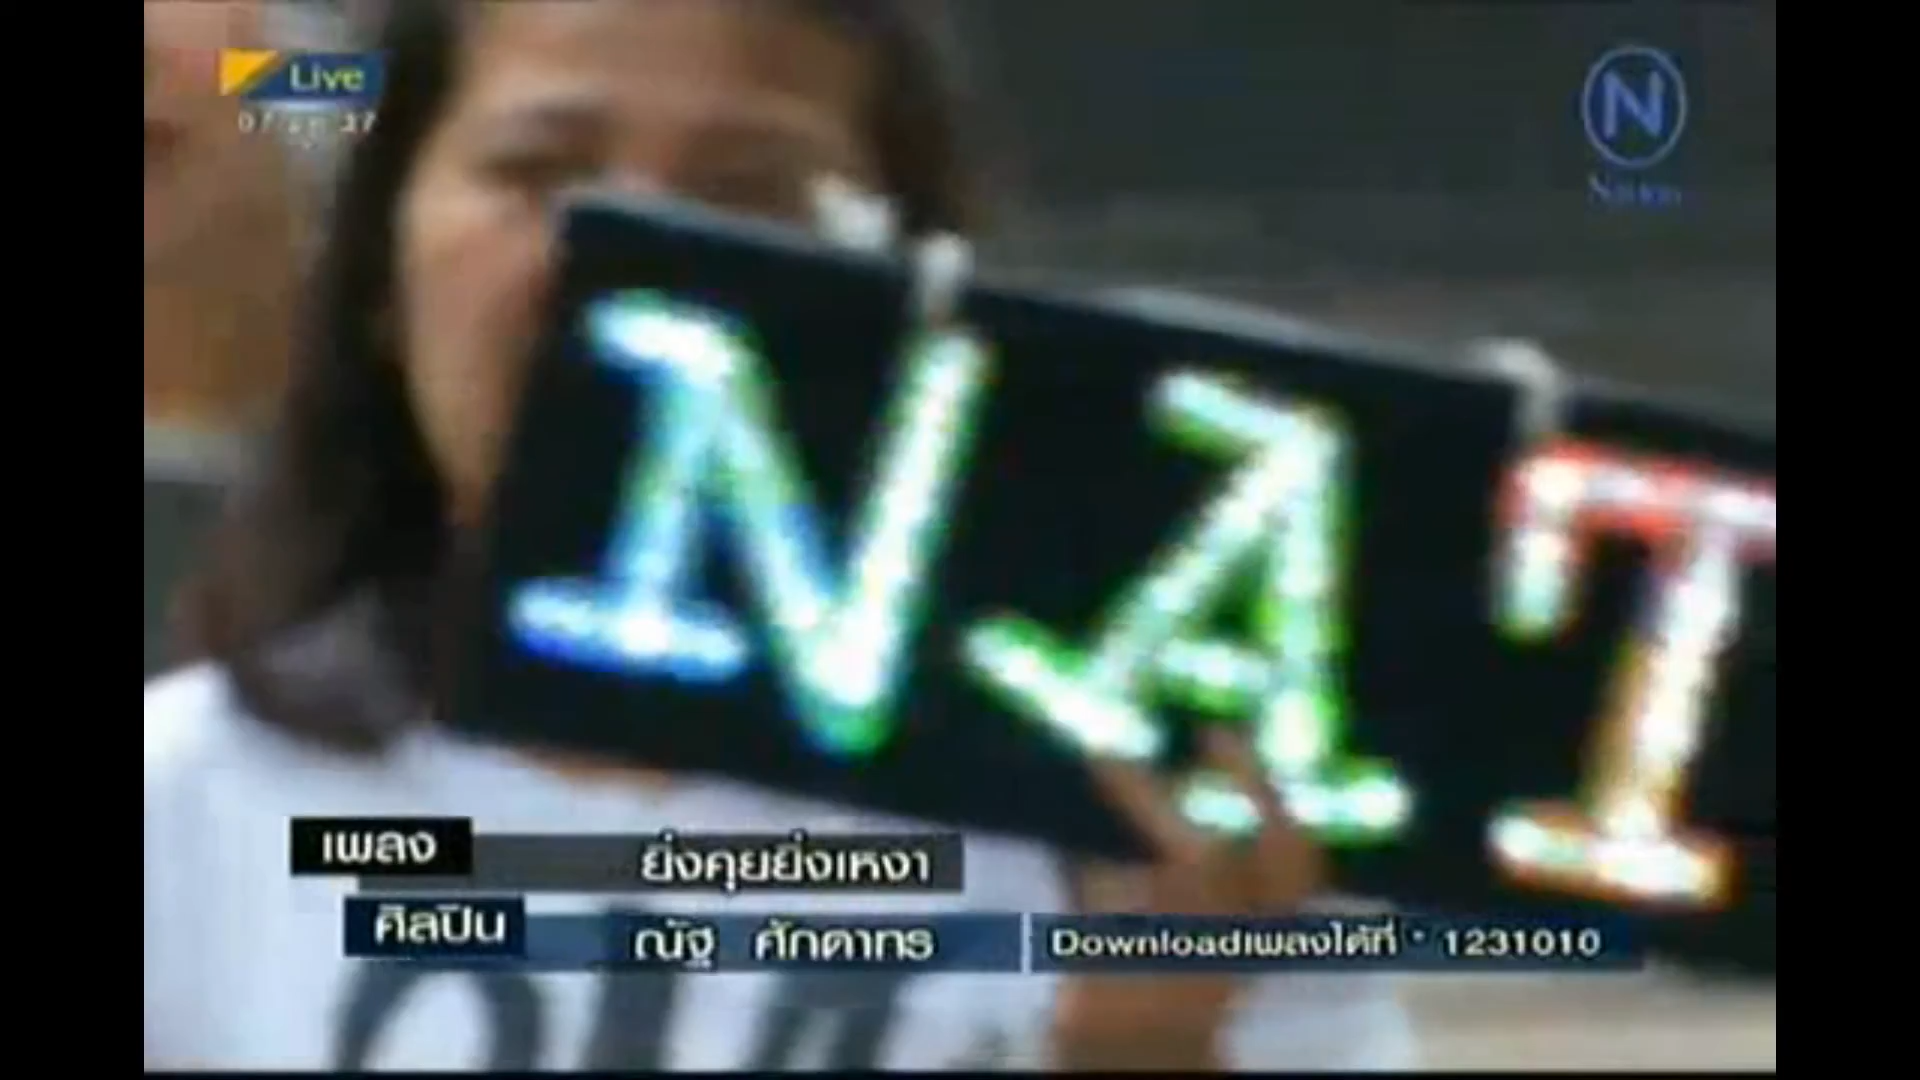 Live
N
Nation
NAT
เพลง ยิ่งคุยยิ่งเหงา
ศิลปิน ณัฐ ศักดาทร Downloadเพลงได้ที่ * 1231010